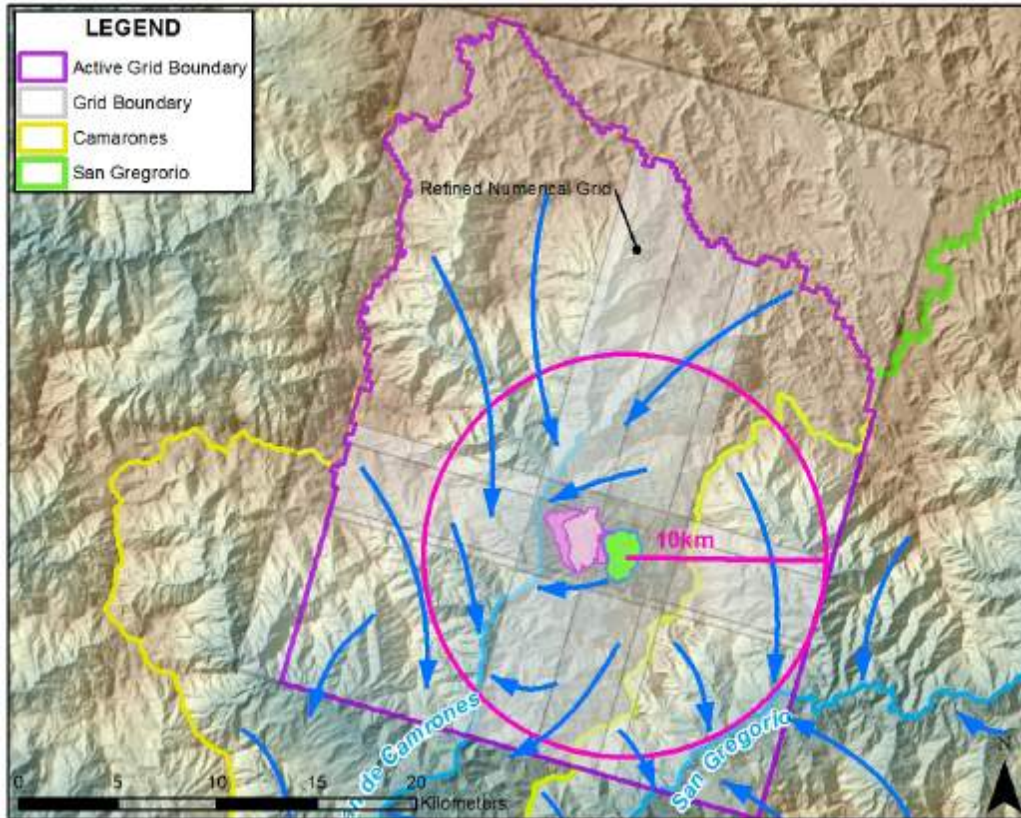 LEGEND
Active Grid Boundary
Grid Boundary
Camarones
San Gregrorio
Refined Numerical Grid
10km
an de Camrones
San Gregorio
N
0 5 10 15 20
Kilometers